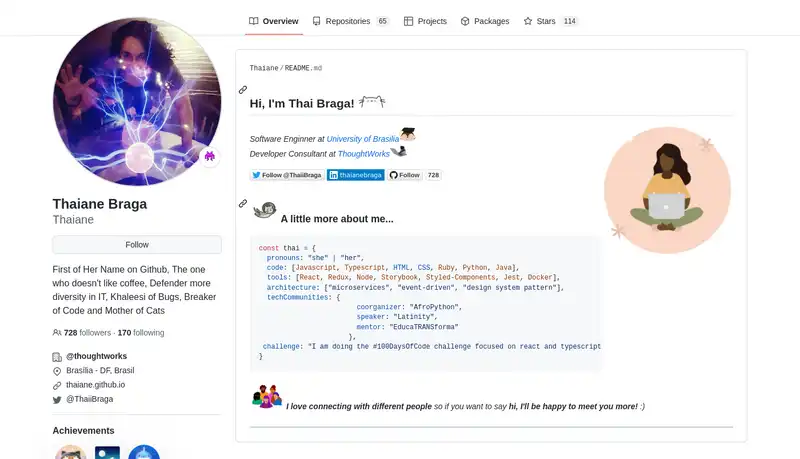 Overview
Repositories 65
Projects
Packages
Stars 114
Thaiane Braga
Thaiane
Follow
First of Her Name on Github, The one
who doesn't like coffee, Defender more
diversity in IT, Khaleesi of Bugs, Breaker
of Code and Mother of Cats
728 followers · 170 following
@thoughtworks
Brasília - DF, Brasil
thaiane.github.io
@ThaiiBraga
Achievements
Thaiane / README.md
Hi, I'm Thai Braga!
Software Enginner at University of Brasilia
Developer Consultant at ThoughtWorks
Follow @ThaiiBraga
thaianebraga
Follow 728
A little more about me...
const thai = {
pronouns: "she" | "her",
code: [Javascript, Typescript, HTML, CSS, Ruby, Python, Java],
tools: [React, Redux, Node, Storybook, Styled-Components, Jest, Docker],
architecture: ["microservices", "event-driven", "design system pattern"],
techCommunities: {
coorganizer: "AfroPython",
speaker: "Latinity",
mentor: "EducaTRANSforma"
},
challenge: "I am doing the #100DaysOfCode challenge focused on react and typescript
}
I love connecting with different people so if you want to say hi, I'll be happy to meet you more! :)